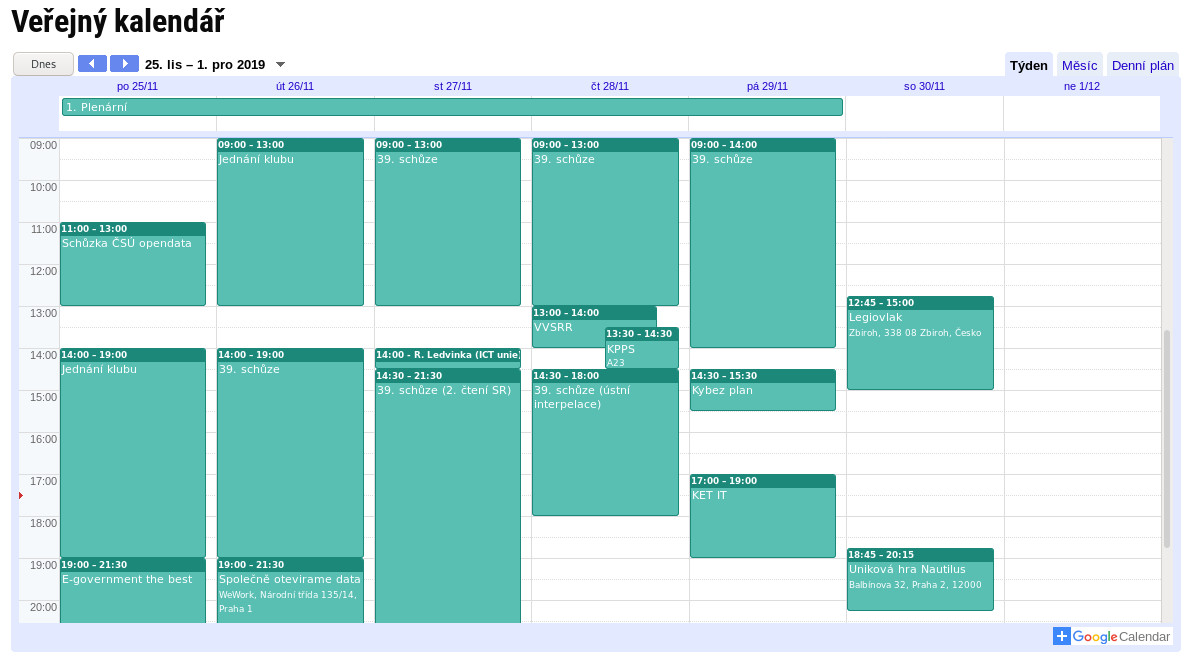 Veřejný kalendář
Dnes
25. lis – 1. pro 2019
Týden
Měsíc
Denní plán
po 25/11
út 26/11
st 27/11
čt 28/11
pá 29/11
so 30/11
ne 1/12
1. Plenární
09:00
10:00
11:00
12:00
13:00
14:00
15:00
16:00
17:00
18:00
19:00
20:00
11:00 – 13:00
Schůzka ČSÚ opendata
14:00 – 19:00
Jednání klubu
19:00 – 21:30
E-government the best
09:00 – 13:00
Jednání klubu
14:00 – 19:00
39. schůze
19:00 – 21:30
Společně otevirame data
WeWork, Národní třída 135/14,
Praha 1
09:00 – 13:00
39. schůze
14:00 - R. Ledvinka (ICT unie)
14:30 – 21:30
39. schůze (2. čtení SR)
09:00 – 13:00
39. schůze
13:00 – 14:00
VVSRR
13:30 – 14:30
KPPS
A23
14:30 – 18:00
39. schůze (ústní
interpelace)
09:00 – 14:00
39. schůze
14:30 – 15:30
Kybez plan
17:00 – 19:00
KET IT
12:45 – 15:00
Legiovlak
Zbiroh, 338 08 Zbiroh, Česko
18:45 – 20:15
Úniková hra Nautilus
Balbínova 32, Praha 2, 12000
Google Calendar